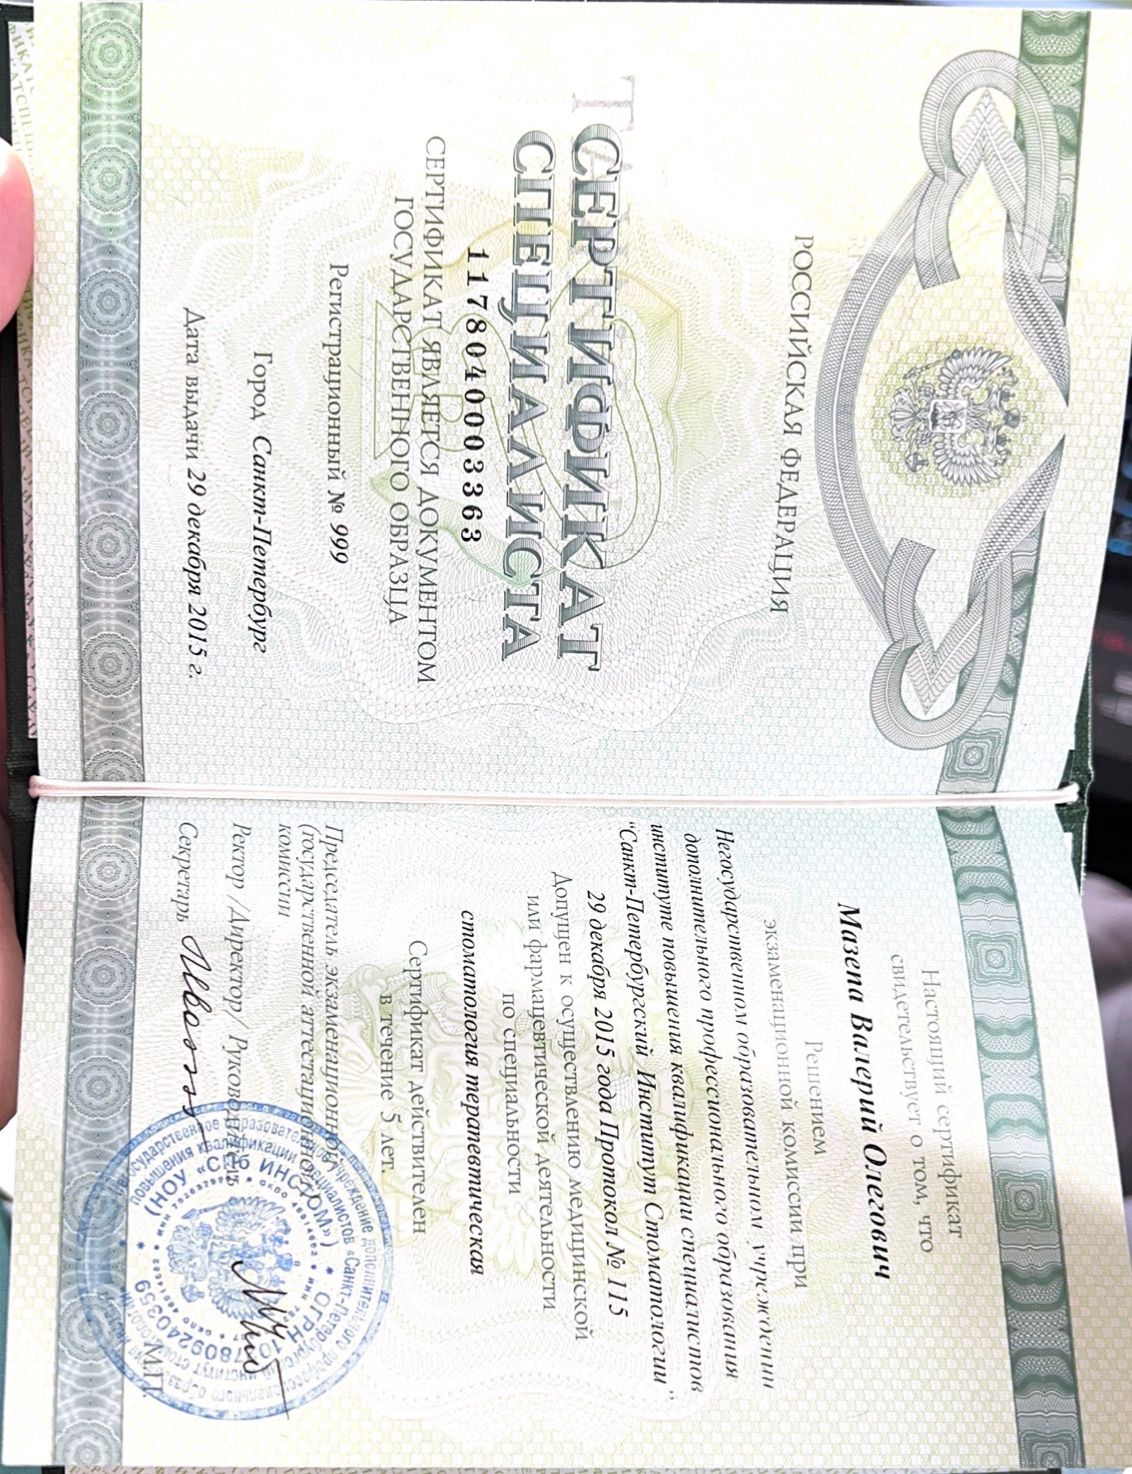 РОССИЙСКАЯ ФЕДЕРАЦИЯ
СЕРТИФИКАТ
СПЕЦИАЛИСТА
1178040003363
СЕРТИФИКАТ ЯВЛЯЕТСЯ ДОКУМЕНТОМ
ГОСУДАРСТВЕННОГО ОБРАЗЦА
Регистрационный № 999
Город Санкт-Петербург
Дата выдачи 29 декабря 2015 г.
Настоящий сертификат
свидетельствует о том, что
Мазепа Валерий Олегович
Решением
экзаменационной комиссии при
Негосударственном образовательном учреждении
дополнительного профессионального образования
институте повышения квалификации специалистов
"Санкт-Петербургский Институт Стоматологии"
29 декабря 2015 года Протокол № 115
Допущен к осуществлению медицинской
или фармацевтической деятельности
по специальности
стоматология терапевтическая
Сертификат действителен
в течение 5 лет.
Председатель экзаменационной
(государственной аттестационной)
комиссии
Ректор /Директор/ Руководитель
Секретарь
М.П.
(НОУ «СПб ИНСТОМ»)